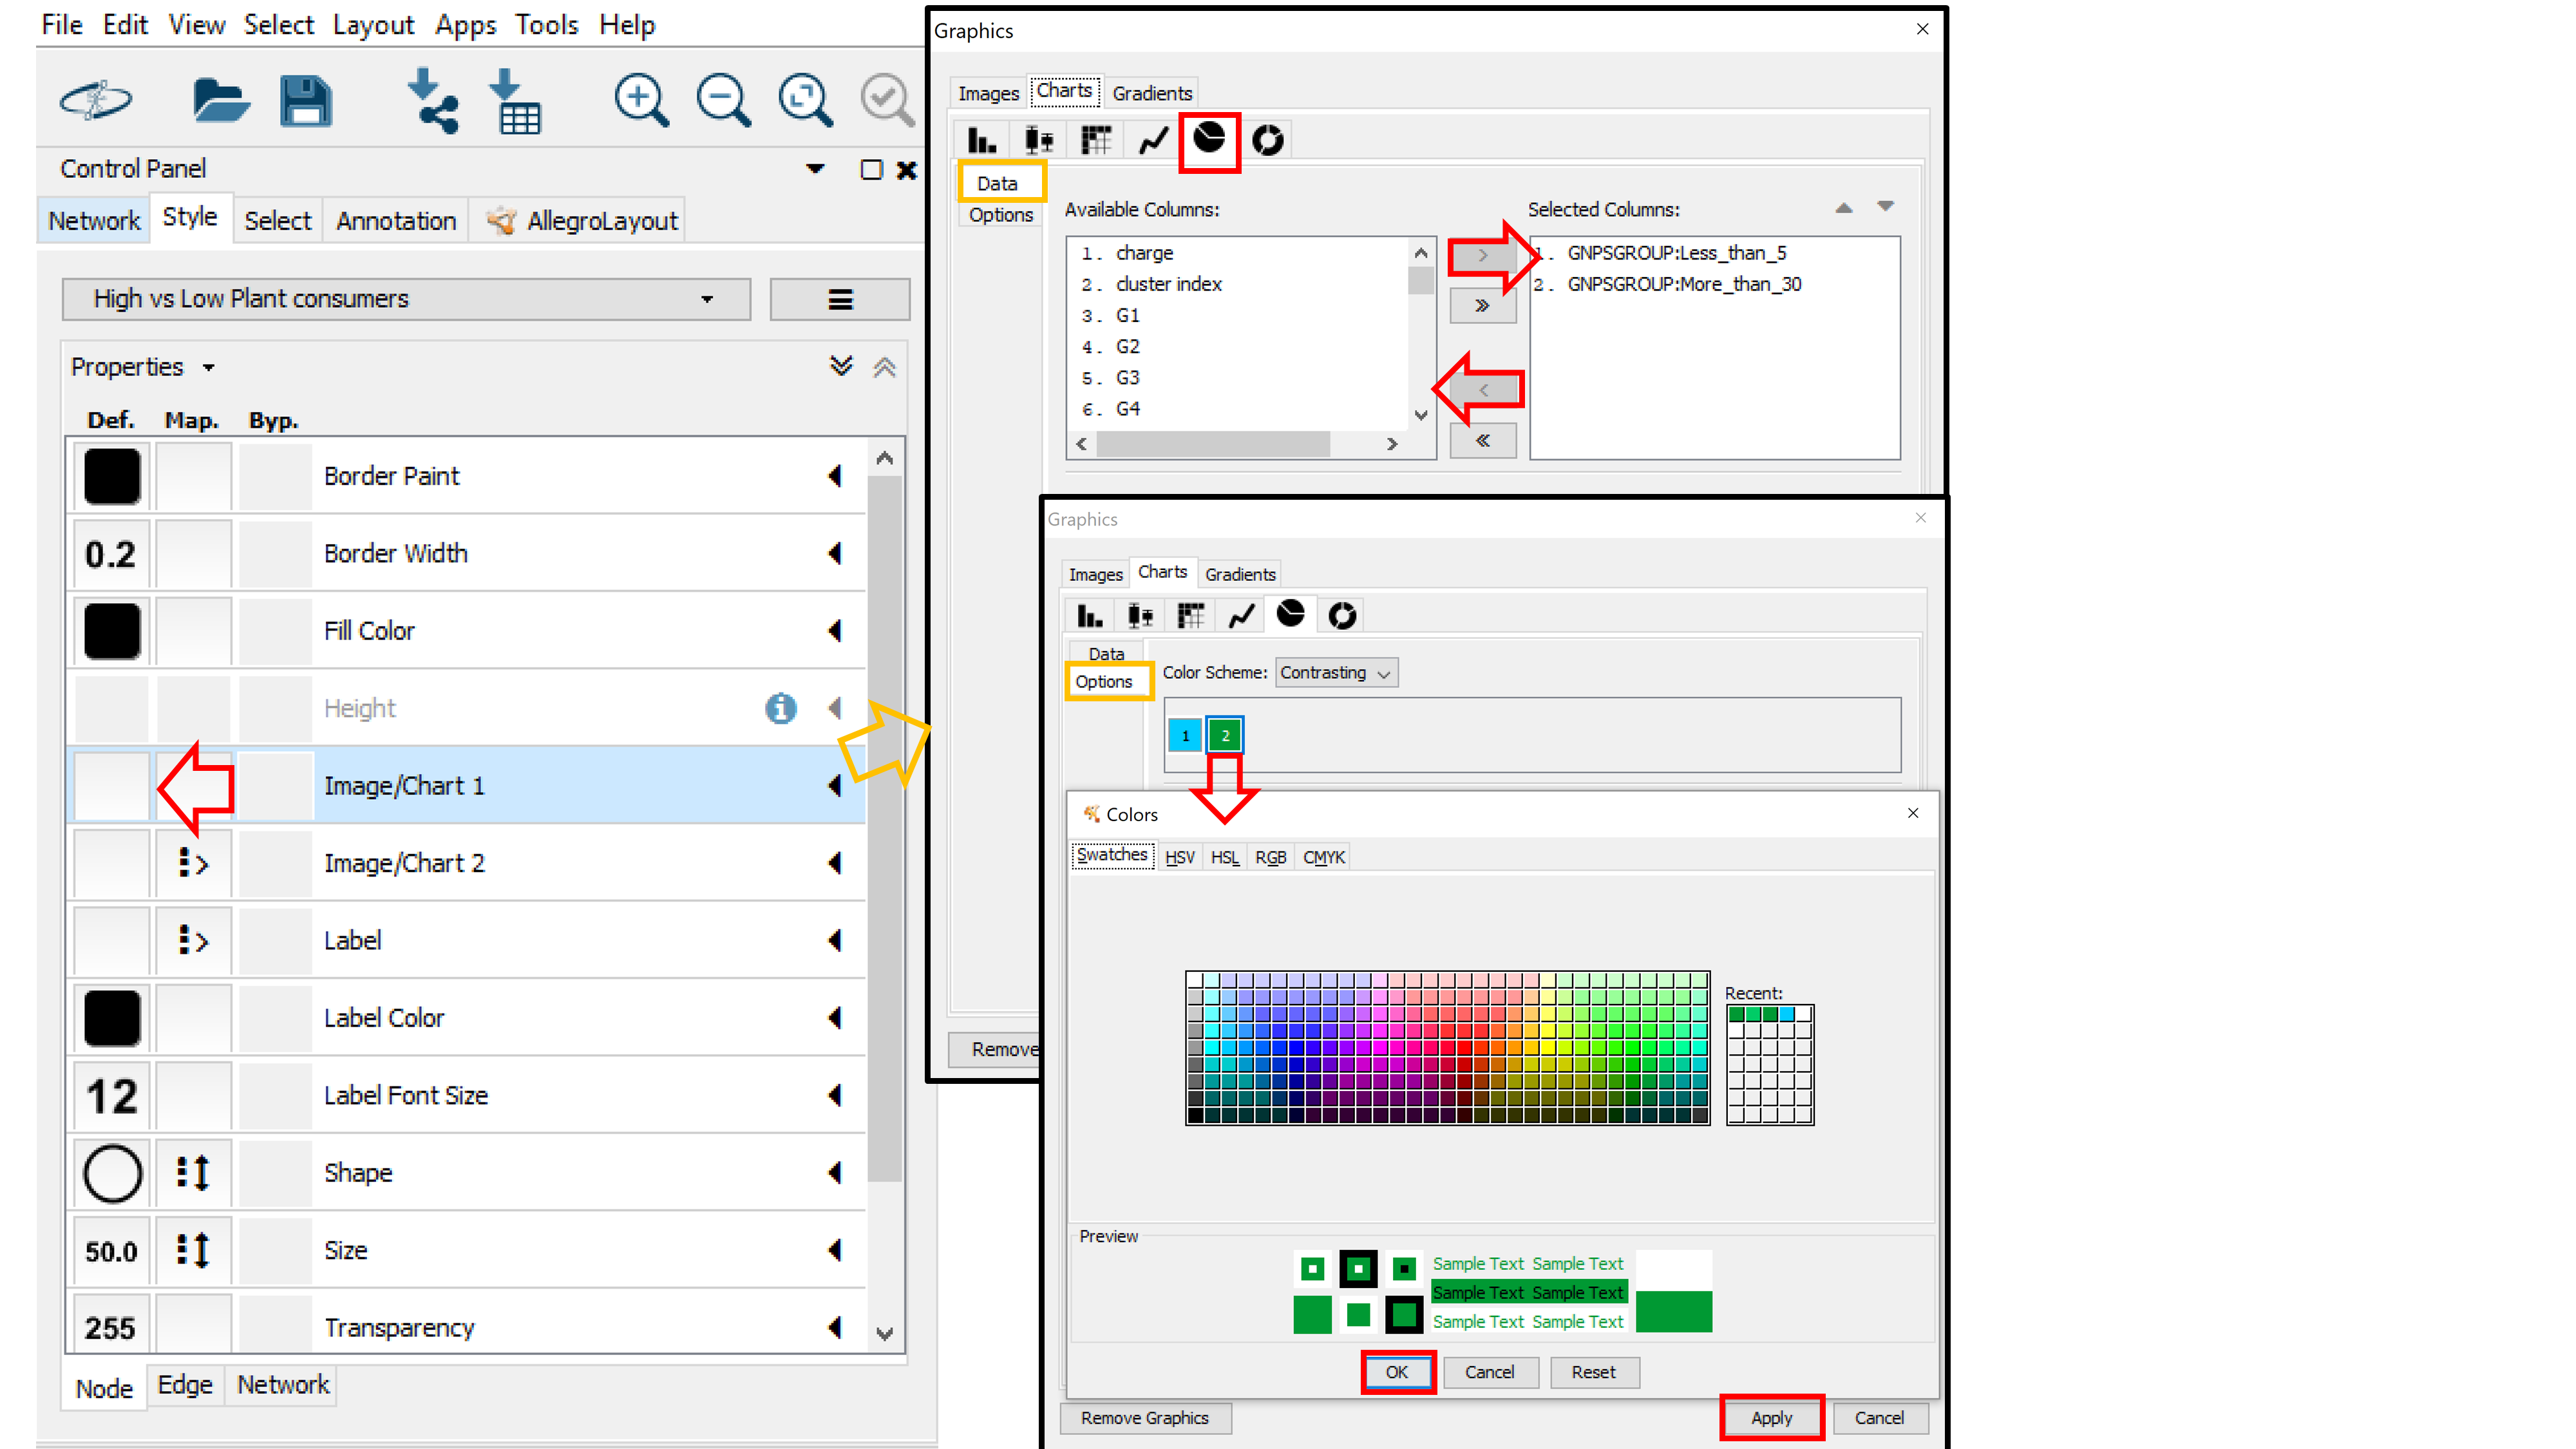 File Edit View Select Layout Apps Tools Help
Control Panel
Network Style Select Annotation AllegroLayout
High vs Low Plant consumers
Properties
Def. Map. Byp.
Border Paint
0.2 Border Width
Fill Color
Height
Image/Chart 1
Image/Chart 2
Label
Label Color
12 Label Font Size
Shape
50.0 Size
255 Transparency
Node Edge Network
Graphics
Images Charts Gradients
Data
Options
Available Columns:
1. charge
2. cluster index
3. G1
4. G2
5. G3
6. G4
Selected Columns:
1. GNPSGROUP:Less_than_5
2. GNPSGROUP:More_than_30
Remove
Graphics
Images Charts Gradients
Data
Options
Color Scheme: Contrasting
1 2
Colors
Swatches HSV HSL RGB CMYK
Recent:
Preview
Sample Text Sample Text
Sample Text Sample Text
Sample Text Sample Text
OK Cancel Reset
Remove Graphics Apply Cancel